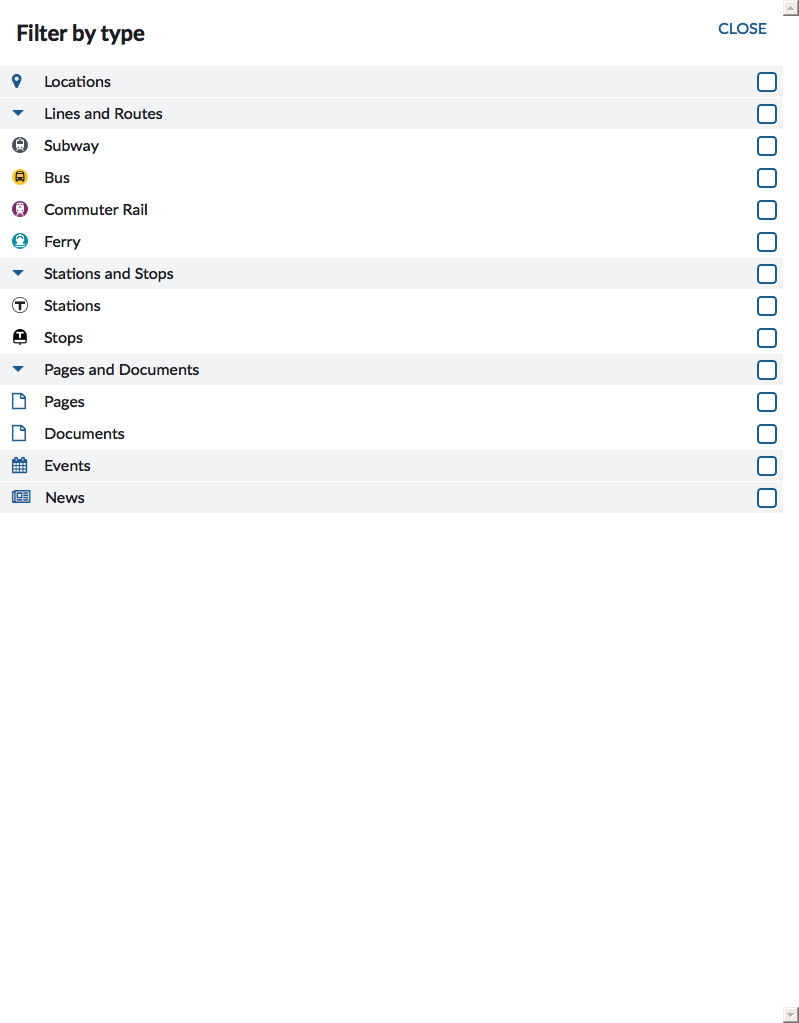 Filter by type
CLOSE
Locations
Lines and Routes
Subway
Bus
Commuter Rail
Ferry
Stations and Stops
Stations
Stops
Pages and Documents
Pages
Documents
Events
News